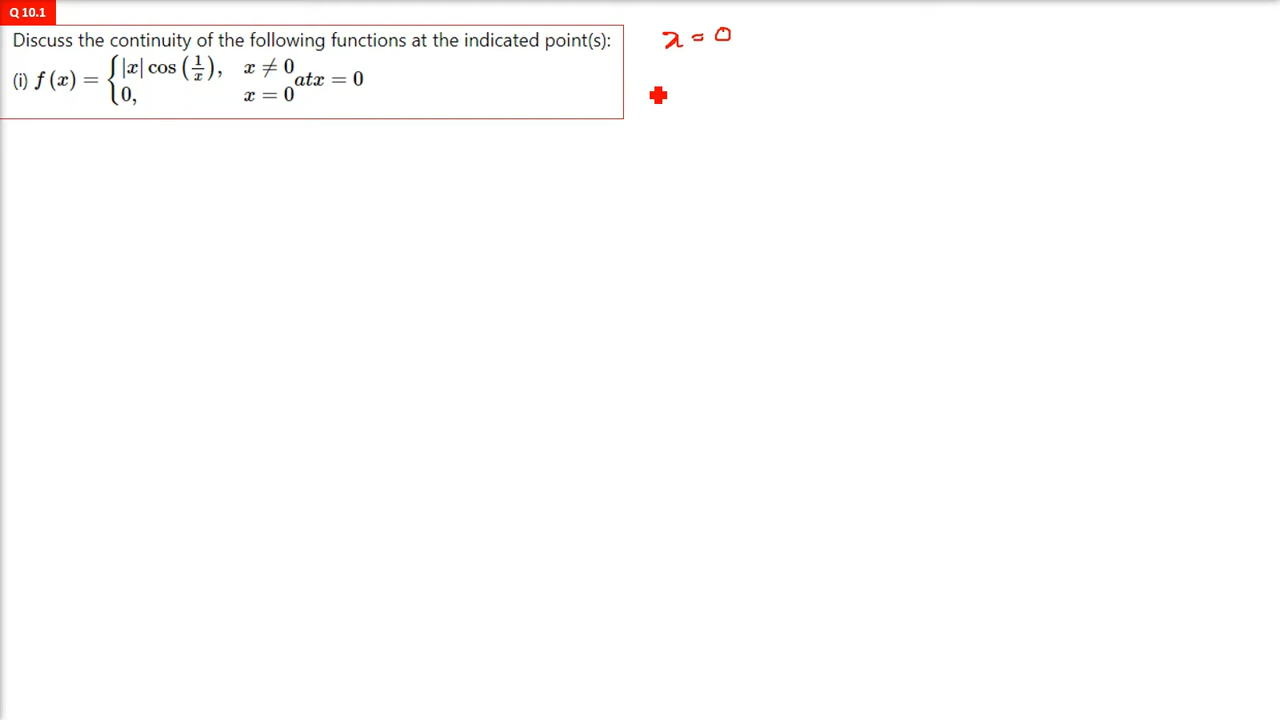 Q 10.1
Discuss the continuity of the following functions at the indicated point(s):
(i) f (x) = { |x| cos (1/x), x ≠ 0
0, x = 0 atx = 0
x = 0